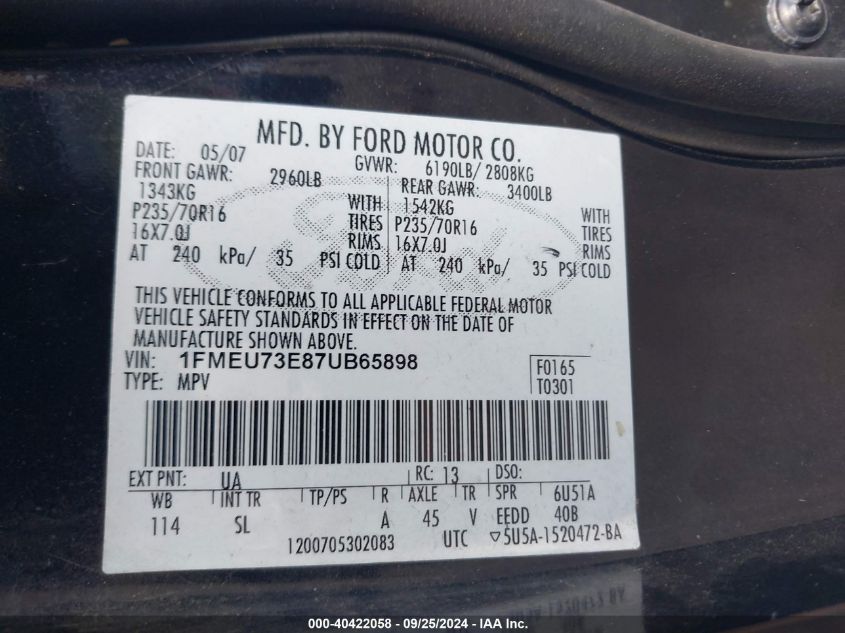 MFD. BY FORD MOTOR CO.
DATE: 05/07 GVWR: 6190LB/ 2808KG
FRONT GAWR: 2960LB REAR GAWR: 3400LB
1343KG WITH 1542KG WITH
P235/70R16 TIRES P235/70R16 TIRES
16X7.0J RIMS 16X7.0J RIMS
AT 240 kPa/ 35 PSI COLD AT 240 kPa/ 35 PSI COLD
Ford
THIS VEHICLE CONFORMS TO ALL APPLICABLE FEDERAL MOTOR
VEHICLE SAFETY STANDARDS IN EFFECT ON THE DATE OF
MANUFACTURE SHOWN ABOVE.
VIN: 1FMEU73E87UB65898 F0165
TYPE: MPV T0301
EXT PNT: UA RC: 13 DSO:
WB INT TR TP/PS R AXLE TR SPR 6U51A
114 SL A 45 V EEDD 40B
1200705302083 UTC ▽5U5A-1520472-BA
000-40422058 - 09/25/2024 - IAA Inc.